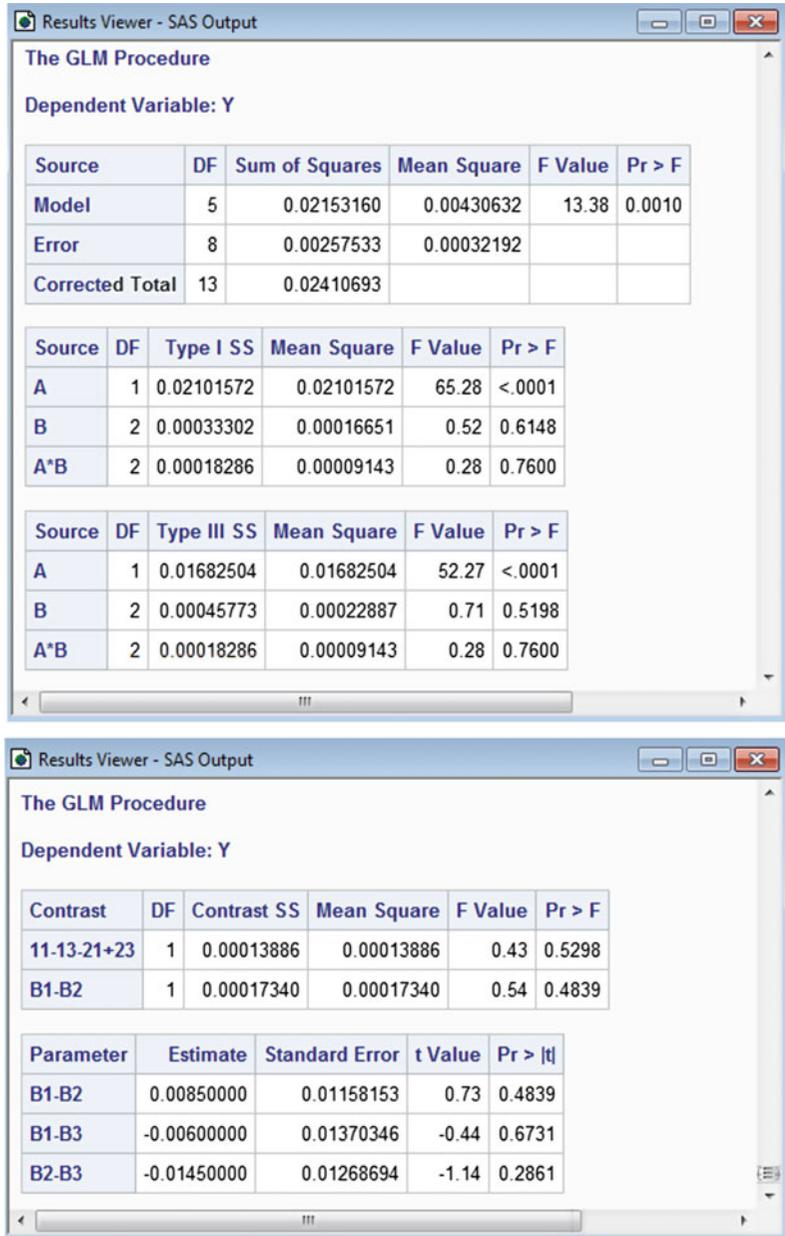 Results Viewer - SAS Output
The GLM Procedure
Dependent Variable: Y
Source DF Sum of Squares Mean Square F Value Pr > F
Model 5 0.02153160 0.00430632 13.38 0.0010
Error 8 0.00257533 0.00032192
Corrected Total 13 0.02410693
Source DF Type I SS Mean Square F Value Pr > F
A 1 0.02101572 0.02101572 65.28 <.0001
B 2 0.00033302 0.00016651 0.52 0.6148
A*B 2 0.00018286 0.00009143 0.28 0.7600
Source DF Type III SS Mean Square F Value Pr > F
A 1 0.01682504 0.01682504 52.27 <.0001
B 2 0.00045773 0.00022887 0.71 0.5198
A*B 2 0.00018286 0.00009143 0.28 0.7600
Results Viewer - SAS Output
The GLM Procedure
Dependent Variable: Y
Contrast DF Contrast SS Mean Square F Value Pr > F
11-13-21+23 1 0.00013886 0.00013886 0.43 0.5298
B1-B2 1 0.00017340 0.00017340 0.54 0.4839
Parameter Estimate Standard Error t Value Pr > |t|
B1-B2 0.00850000 0.01158153 0.73 0.4839
B1-B3 -0.00600000 0.01370346 -0.44 0.6731
B2-B3 -0.01450000 0.01268694 -1.14 0.2861